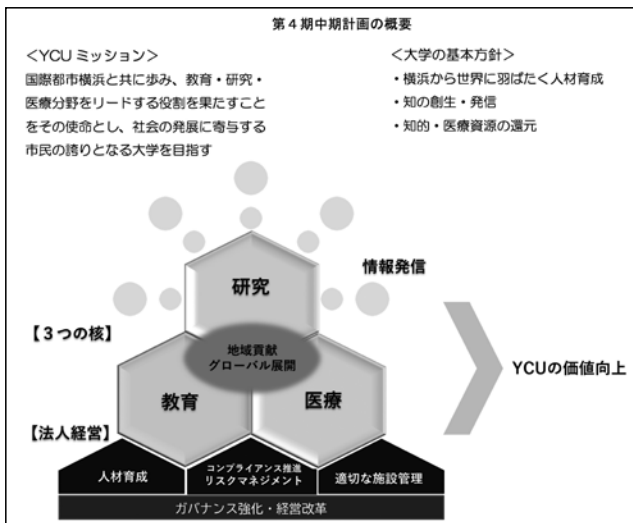 第４期中期計画の概要
＜YCU ミッション＞
国際都市横浜と共に歩み、教育・研究・
医療分野をリードする役割を果たすこと
をその使命とし、社会の発展に寄与する
市民の誇りとなる大学を目指す
＜大学の基本方針＞
・横浜から世界に羽ばたく人材育成
・知の創生・発信
・知的・医療資源の還元
研究
情報発信
【３つの核】
地域貢献
グローバル展開
教育
医療
YCUの価値向上
【法人経営】
人材育成
コンプライアンス推進
リスクマネジメント
適切な施設管理
ガバナンス強化・経営改革